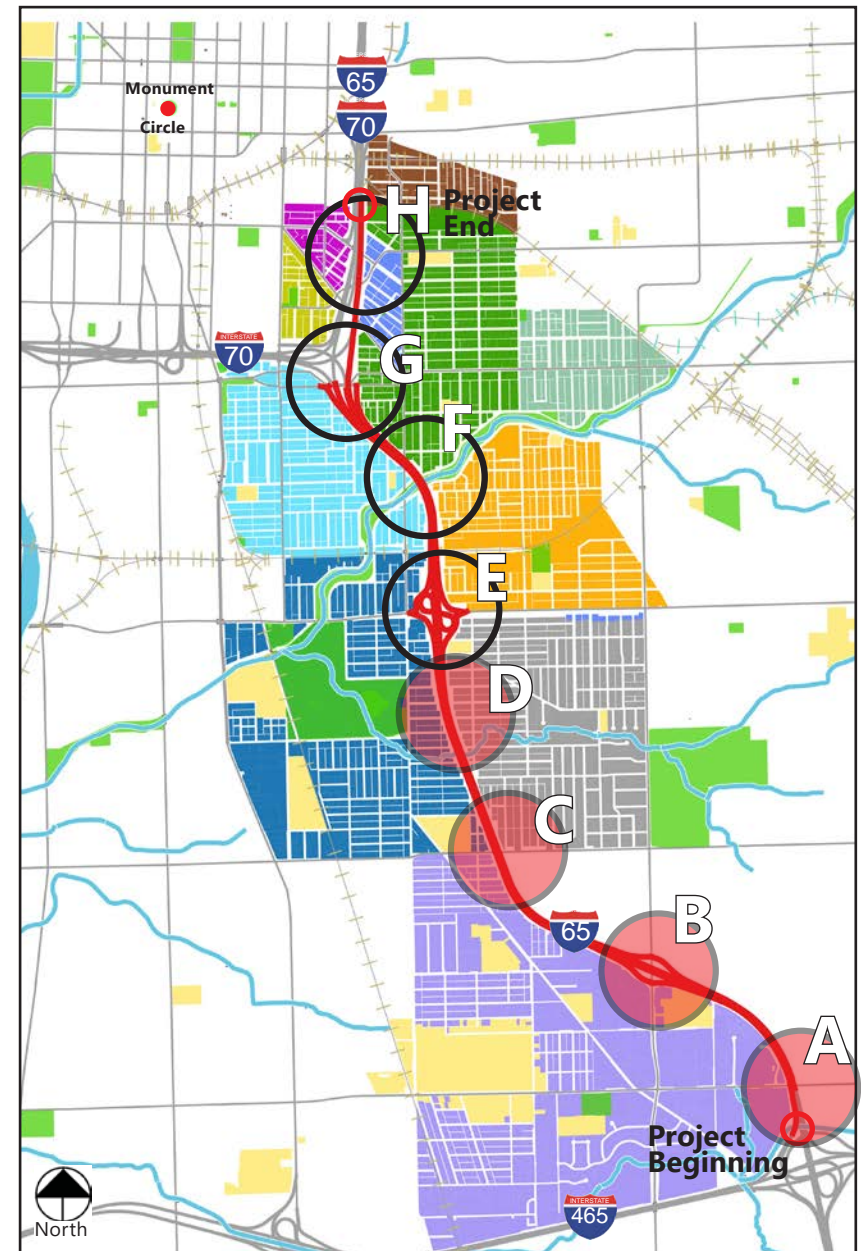 65
Monument
Circle
70
H
Project
End
INTERSTATE
70
G
F
E
D
C
B
65
A
Project
Beginning
North
INTERSTATE
465